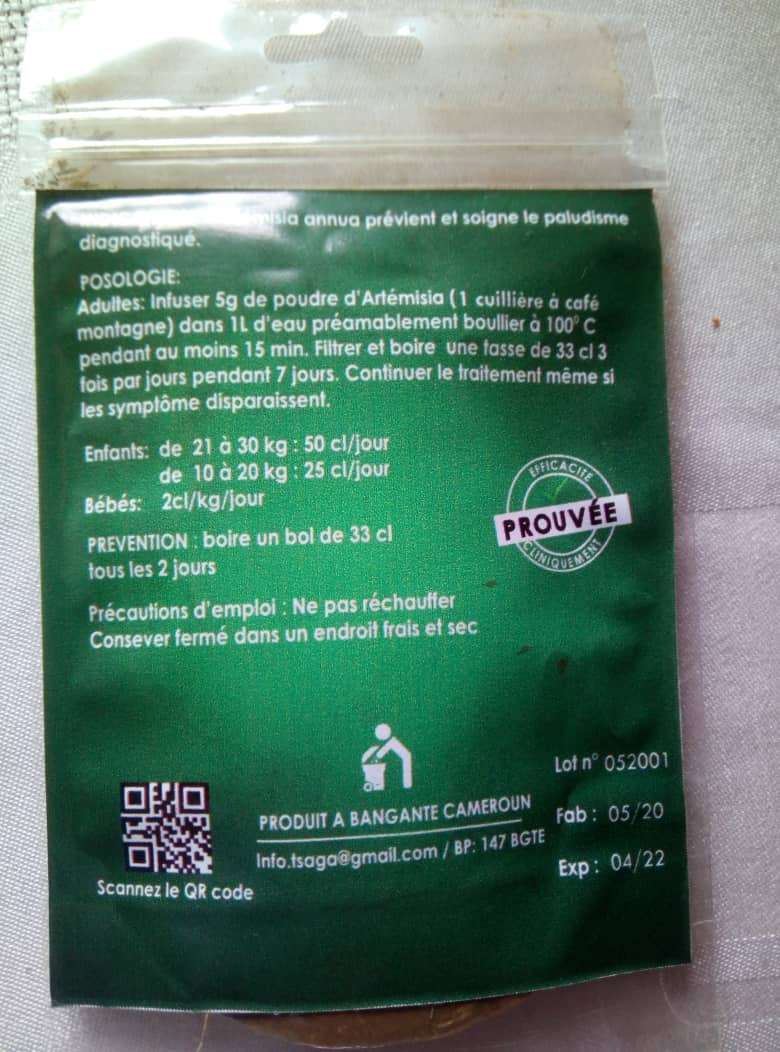 annua prévient et soigne le paludisme
diagnostiqué.
POSOLOGIE:
Adultes: Infuser 5g de poudre d'Artémisia (1 cuillière à café
montagne) dans 1L d'eau préamablement boullier à 100° C
pendant au moins 15 min. Filtrer et boire une tasse de 33 cl 3
fois par jours pendant 7 jours. Continuer le traitement même si
les symptôme disparaissent.
Enfants: de 21 à 30 kg : 50 cl/jour
de 10 à 20 kg : 25 cl/jour
Bébés: 2cl/kg/jour
EFFICACITE
PROUVÉE
CLINIQUEMENT
PREVENTION : boire un bol de 33 cl
tous les 2 jours
Précautions d'emploi : Ne pas réchauffer
Consever fermé dans un endroit frais et sec
Lot n° 052001
PRODUIT A BANGANTE CAMEROUN
Fab : 05/20
Info.tsaga@gmail.com / BP: 147 BGTE
Exp : 04/22
Scannez le QR code